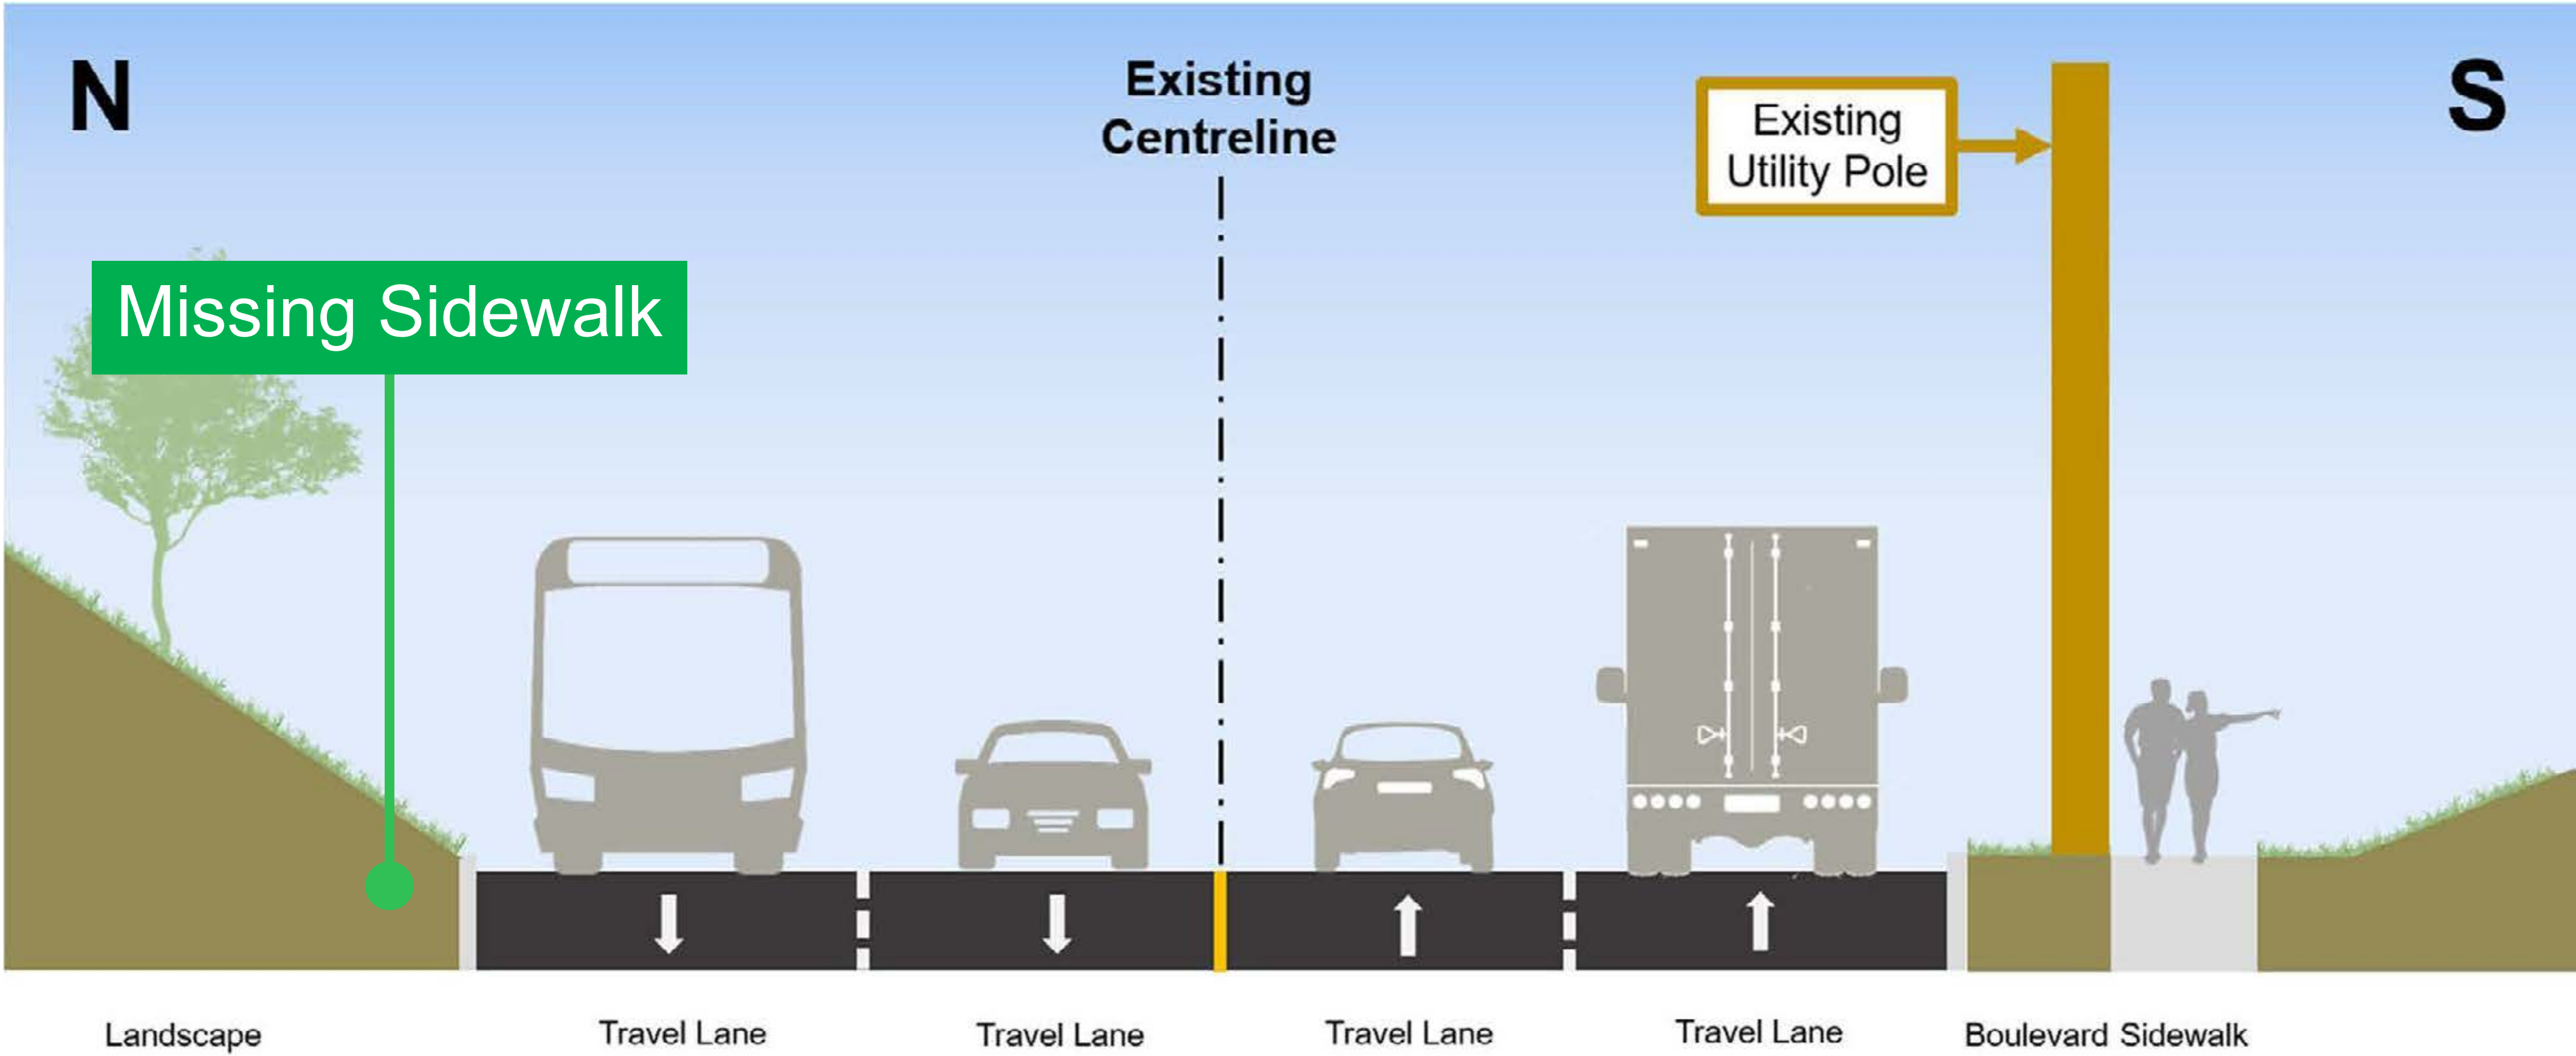 N
Existing
Centreline
Existing
Utility Pole
S
Missing Sidewalk
Landscape
Travel Lane
Travel Lane
Travel Lane
Travel Lane
Boulevard
Sidewalk